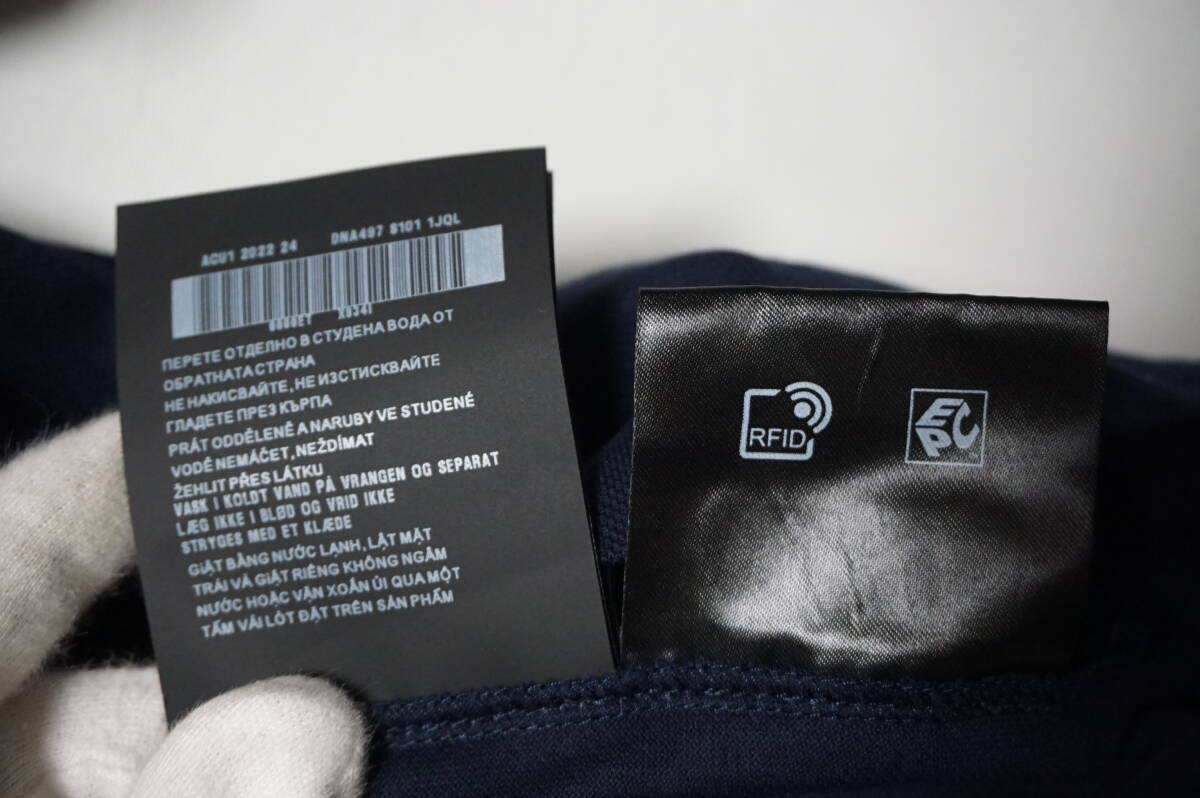 ACU1 2022 24 DNA497 S101 1JQL
0000ET X034I
ПЕРЕТЕ ОТДЕЛНО В СТУДЕНА ВОДА ОТ
ОБРАТНАТА СТРАНА
НЕ НАКИСВАЙТЕ, НЕ ИЗСТИСКВАЙТЕ
ГЛАДЕТЕ ПРЕЗ КЪРПА
PRÁT ODDĚLENĚ A NARUBY VE STUDENÉ
VODĚ NEMÁČET, NEŽDÍMAT
ŽEHLIT PŘES LÁTKU
VASK I KOLDT VAND PÅ VRANGEN OG SEPARAT
LÆG IKKE I BLØD OG VRID IKKE
STRYGES MED ET KLÆDE
GIẶT BẰNG NƯỚC LẠNH, LẬT MẶT
TRÁI VÀ GIẶT RIÊNG KHÔNG NGÂM
NƯỚC HOẶC VẶN XOẮN ỦI QUA MỘT
TẤM VẢI LÓT ĐẶT TRÊN SẢN PHẨM
RFID
EPC
TM